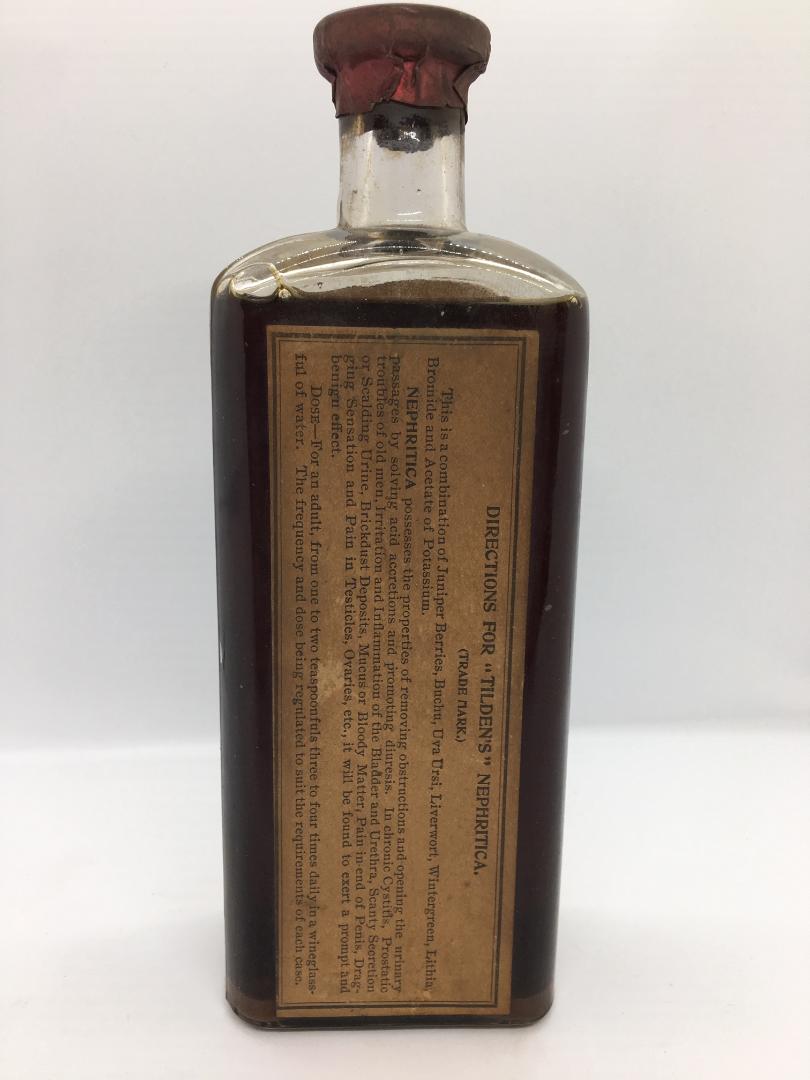 DIRECTIONS FOR "TILDEN'S" NEPHRITICA.
(TRADE MARK.)
This is a combination of Juniper Berries, Buchu, Uva Ursi, Liverwort, Wintergreen, Lithia,
Bromide and Acetate of Potassium.
NEPHRITICA possesses the properties of removing obstructions and opening the urinary
passages by solving acid accretions and promoting diuresis. In chronic Cystitis, Prostatic
troubles of old men, Irritation and Inflammation of the Bladder and Urethra, Scanty Secretion
or Scalding Urine, Brickdust Deposits, Mucus or Bloody Matter, Pain in end of Penis, Drag-
ging Sensation and Pain in Testicles, Ovaries, etc., it will be found to exert a prompt and
benign effect.
DOSE—For an adult, from one to two teaspoonfuls three to four times daily in a wineglass-
ful of water. The frequency and dose being regulated to suit the requirements of each case.